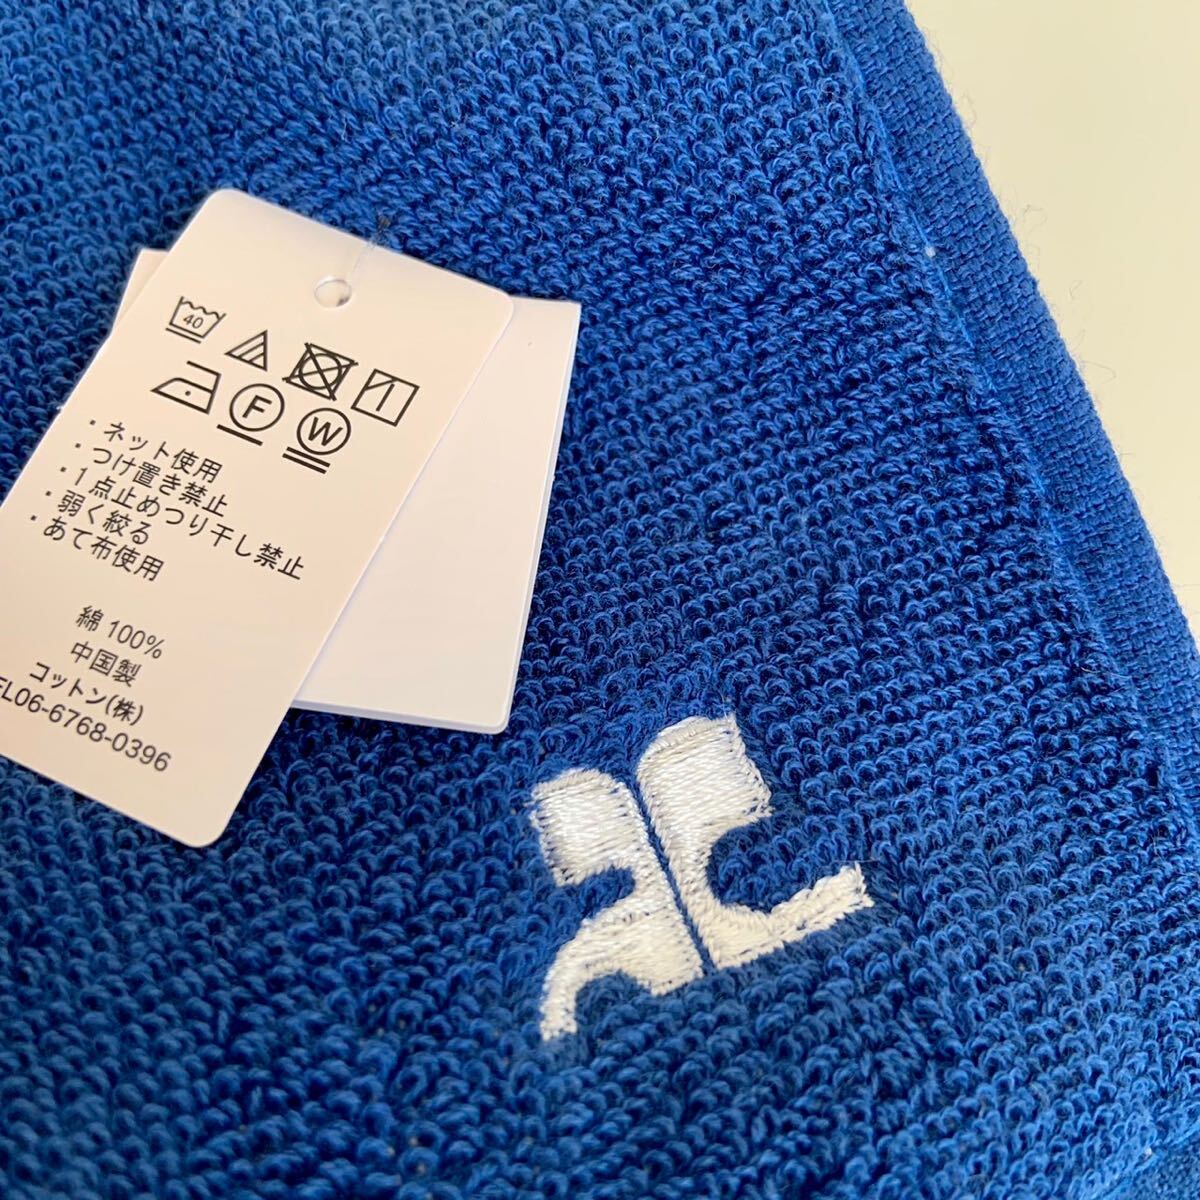 40
F W
・ネット使用
・つけ置き禁止
・1点止めつり干し禁止
・弱く絞る
・あて布使用
綿 100%
中国製
コットン(株)
EL06-6768-0396